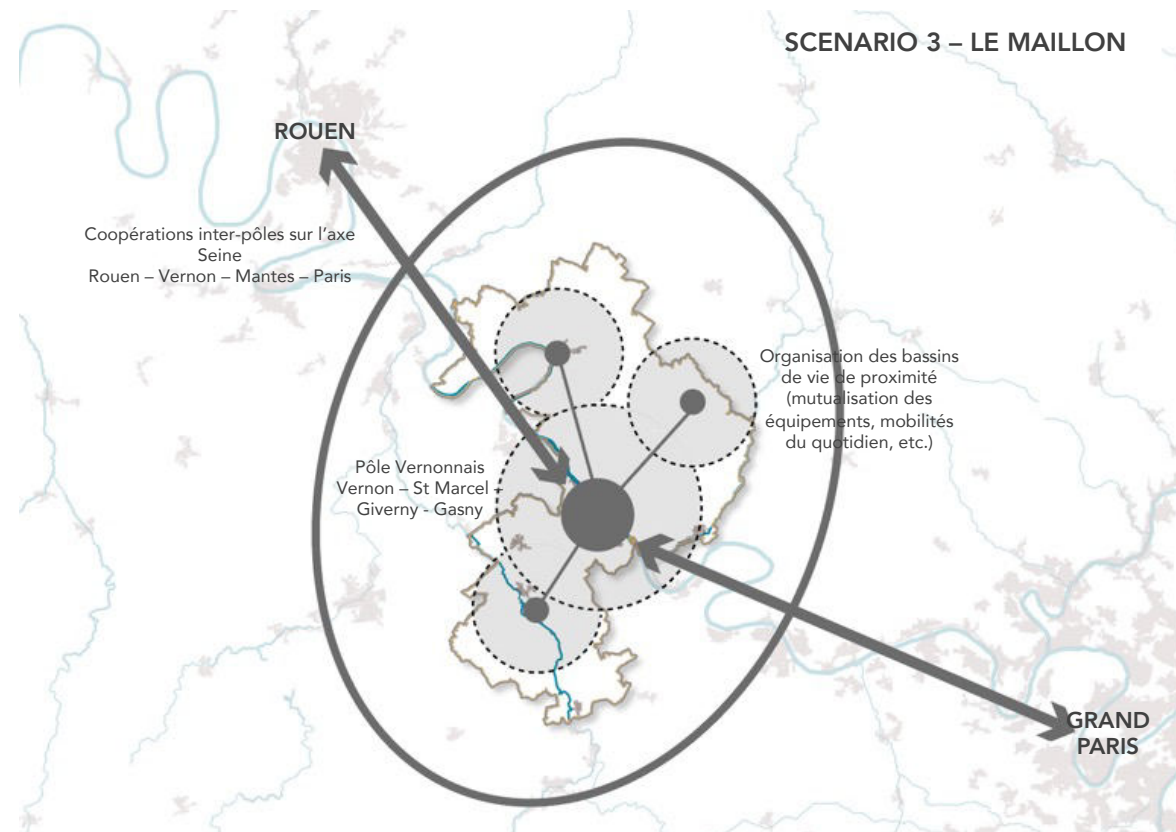 SCENARIO 3 – LE MAILLON
ROUEN
Coopérations inter-pôles sur l'axe
Seine
Rouen – Vernon – Mantes – Paris
Organisation des bassins
de vie de proximité
(mutualisation des
équipements, mobilités
du quotidien, etc.)
Pôle Vernonnais
Vernon – St Marcel –
Giverny - Gasny
GRAND
PARIS